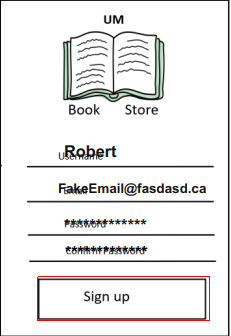 UM
Book Store
Robert
Username
FakeEmail@fasdasd.ca
Email
*************
Password
*************
Confirm Password
Sign up